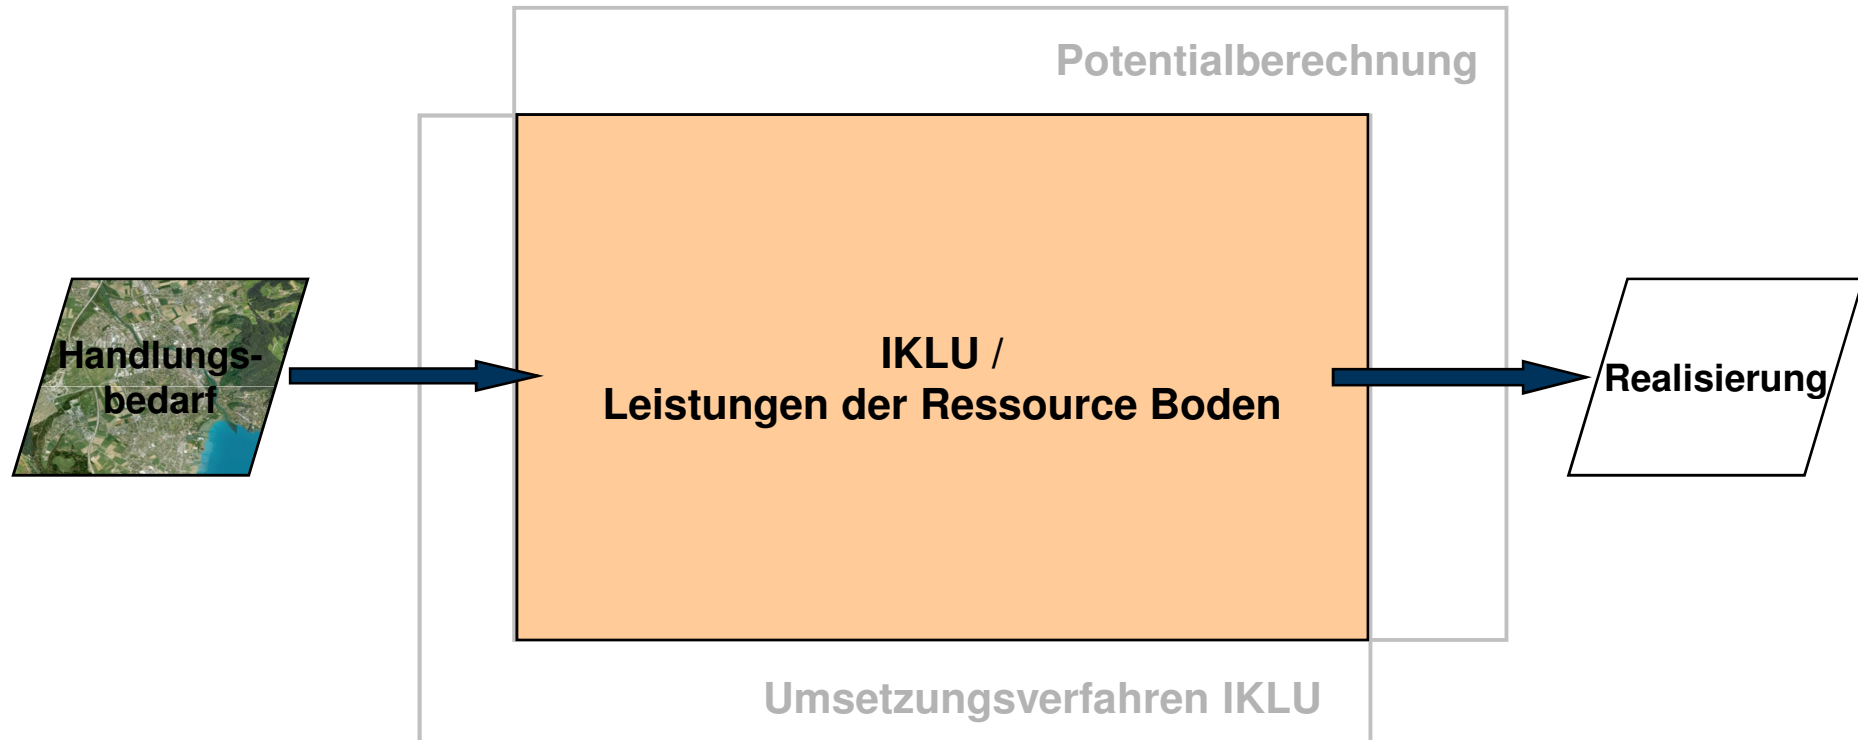 Potentialberechnung
Handlungs-
bedarf
IKLU /
Leistungen der Ressource Boden
Realisierung
Umsetzungsverfahren IKLU